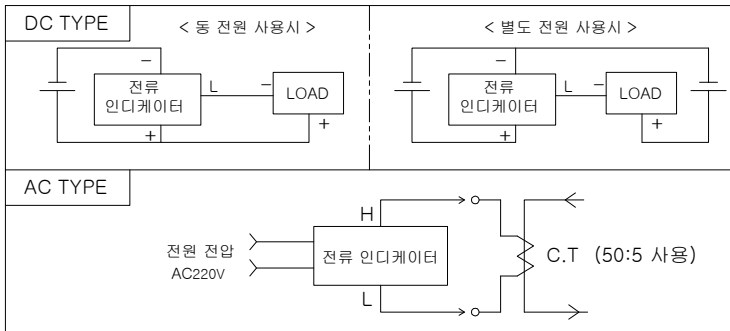 DC TYPE
< 동 전원 사용시 >
−
전류
인디케이터
L
−
LOAD
+
+
< 별도 전원 사용시 >
−
전류
인디케이터
L
−
LOAD
+
+
AC TYPE
H
전원 전압
AC220V
전류 인디케이터
L
C.T (50:5 사용)